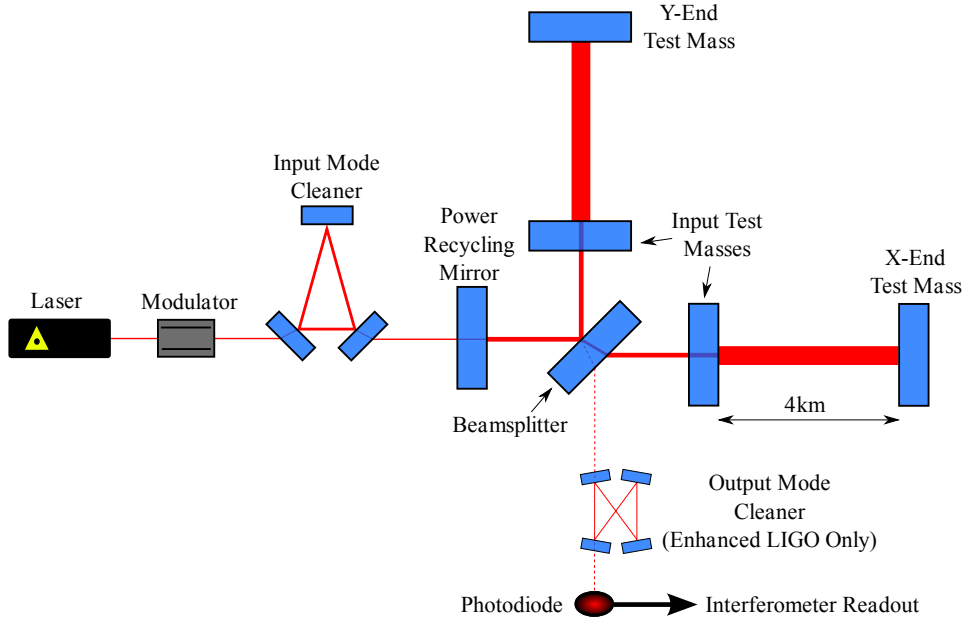 Y-End
Test Mass
Input Mode
Cleaner
Power
Recycling
Mirror
Input Test
Masses
X-End
Test Mass
Laser
Modulator
4km
Beamsplitter
Output Mode
Cleaner
(Enhanced LIGO Only)
Photodiode
Interferometer Readout